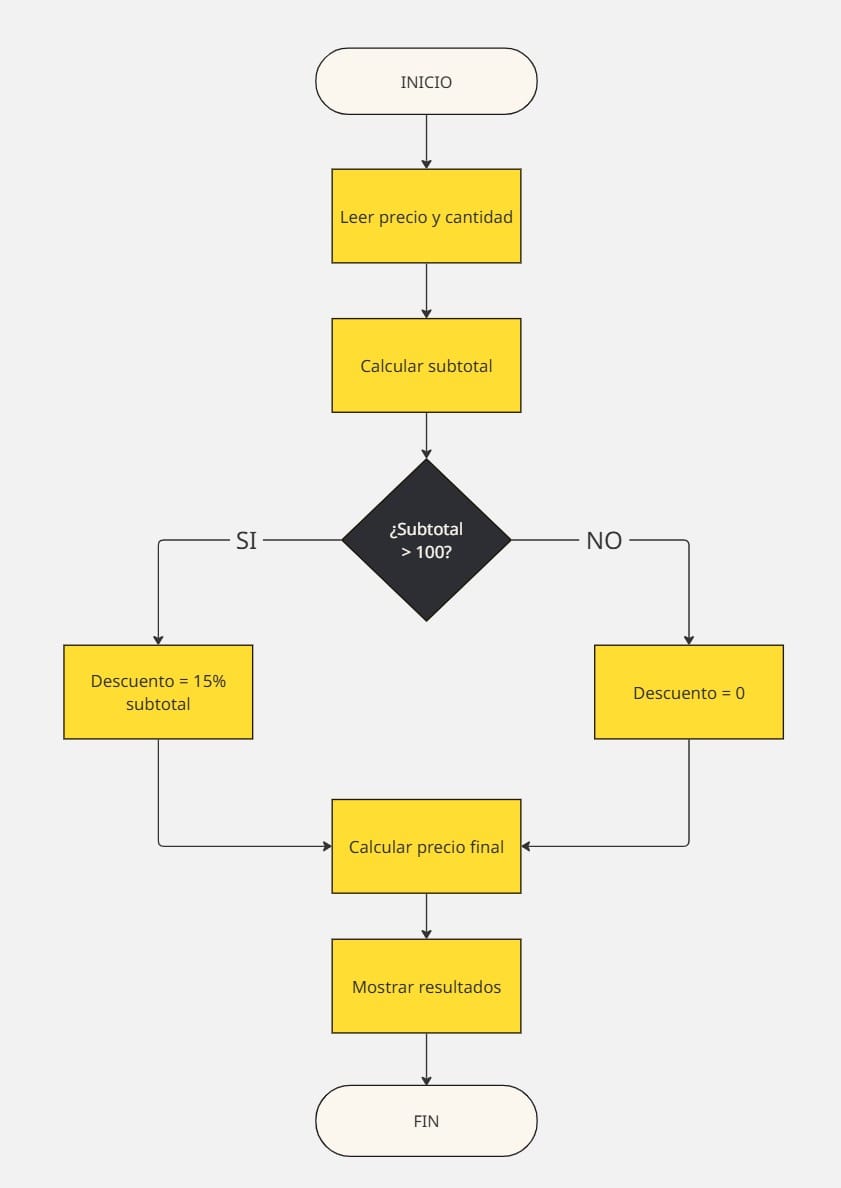 INICIO
Leer precio y cantidad
Calcular subtotal
¿Subtotal
> 100?
SI
NO
Descuento = 15%
subtotal
Descuento = 0
Calcular precio final
Mostrar resultados
FIN